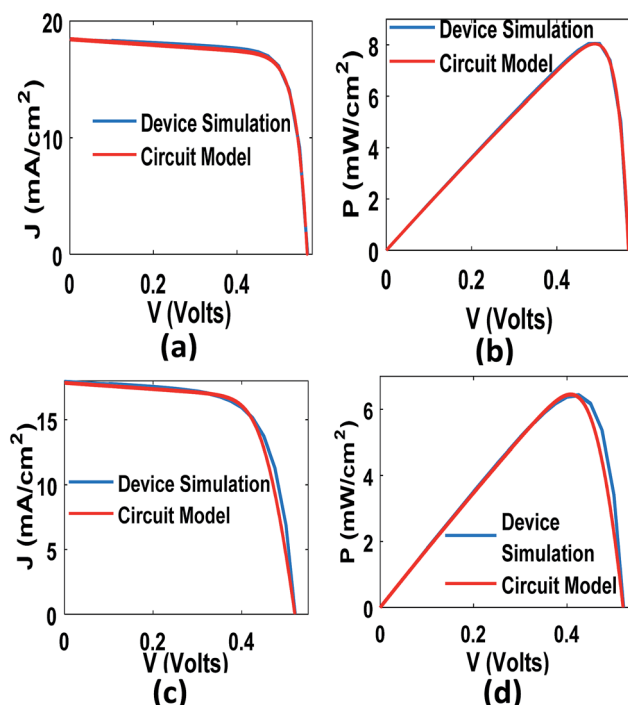 20
10
0
J (mA/cm²)
Device Simulation
Circuit Model
0
0.2
0.4
V (Volts)
(a)
8
6
4
2
0
P (mW/cm²)
Device Simulation
Circuit Model
0
0.2
0.4
V (Volts)
(b)
15
5
0
J (mA/cm²)
Device Simulation
Circuit Model
0
0.2
0.4
V (Volts)
(c)
6
4
2
0
P (mW/cm²)
Device
Simulation
Circuit Model
0
0.2
0.4
V (Volts)
(d)